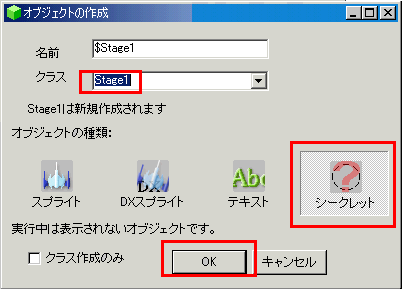 オブジェクトの作成
名前 $Stage1
クラス Stage1
Stage1は新規作成されます
オブジェクトの種類:
DX Abc ?
スプライト DXスプライト テキスト シークレット
実行中は表示されないオブジェクトです。
クラス作成のみ OK キャンセル